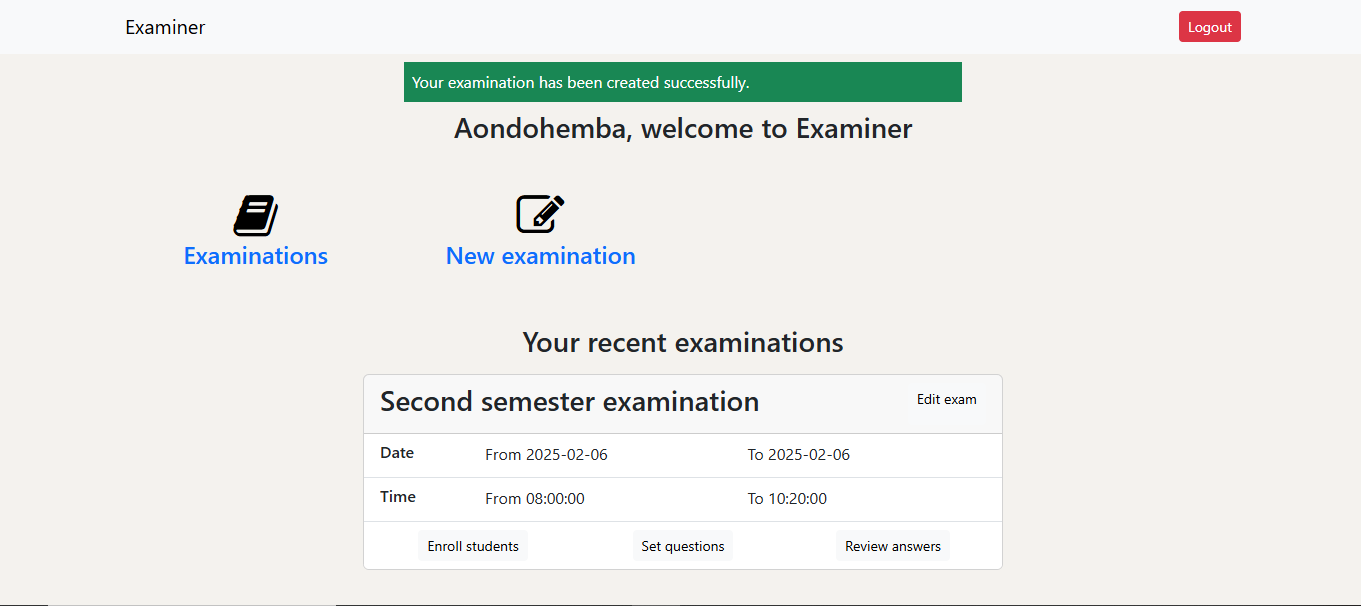 Examiner Logout
Your examination has been created successfully.
Aondohemba, welcome to Examiner
Examinations New examination
Your recent examinations
Second semester examination Edit exam
Date From 2025-02-06 To 2025-02-06
Time From 08:00:00 To 10:20:00
Enroll students Set questions Review answers